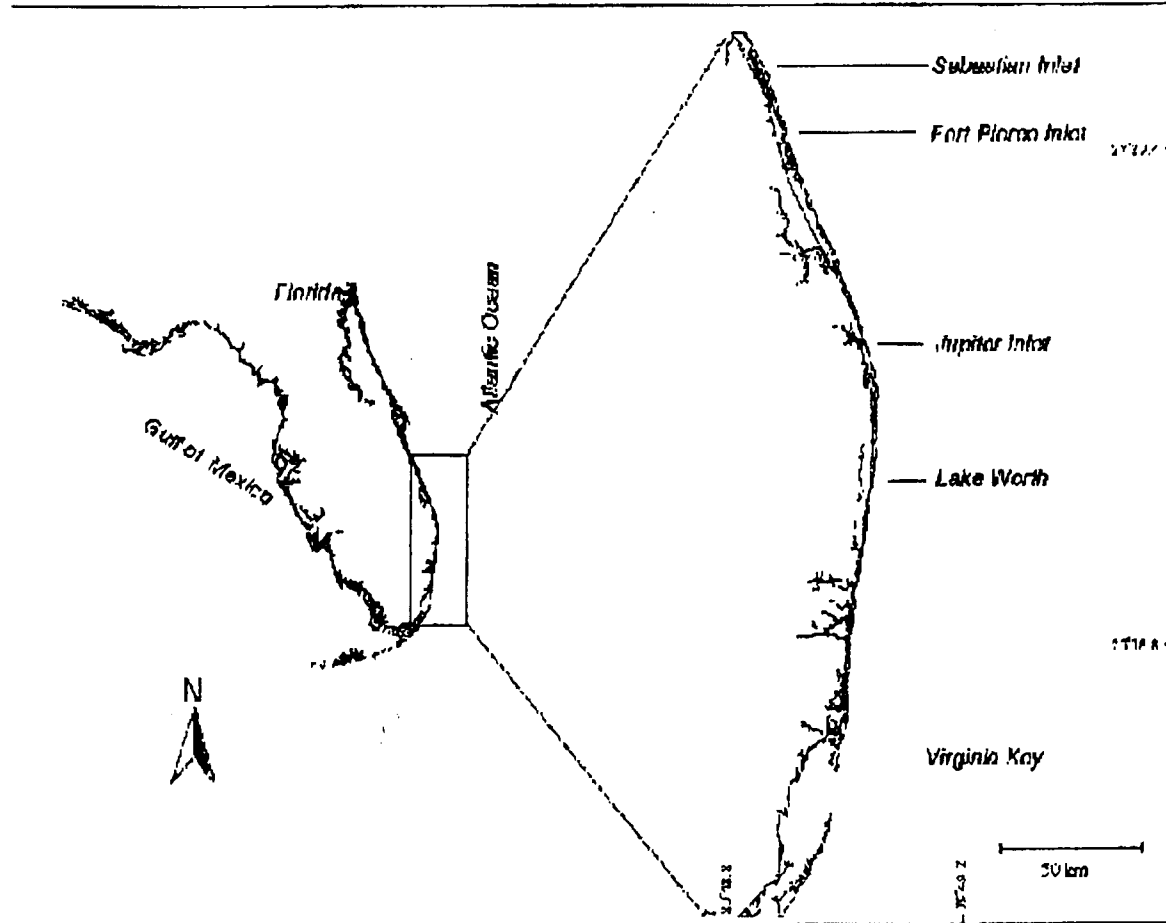 Sebastian Inlet
Fort Pierce Inlet
Florida
Atlantic Ocean
Jupiter Inlet
Gulf of Mexico
Lake Worth
N
Virginia Key
50 km